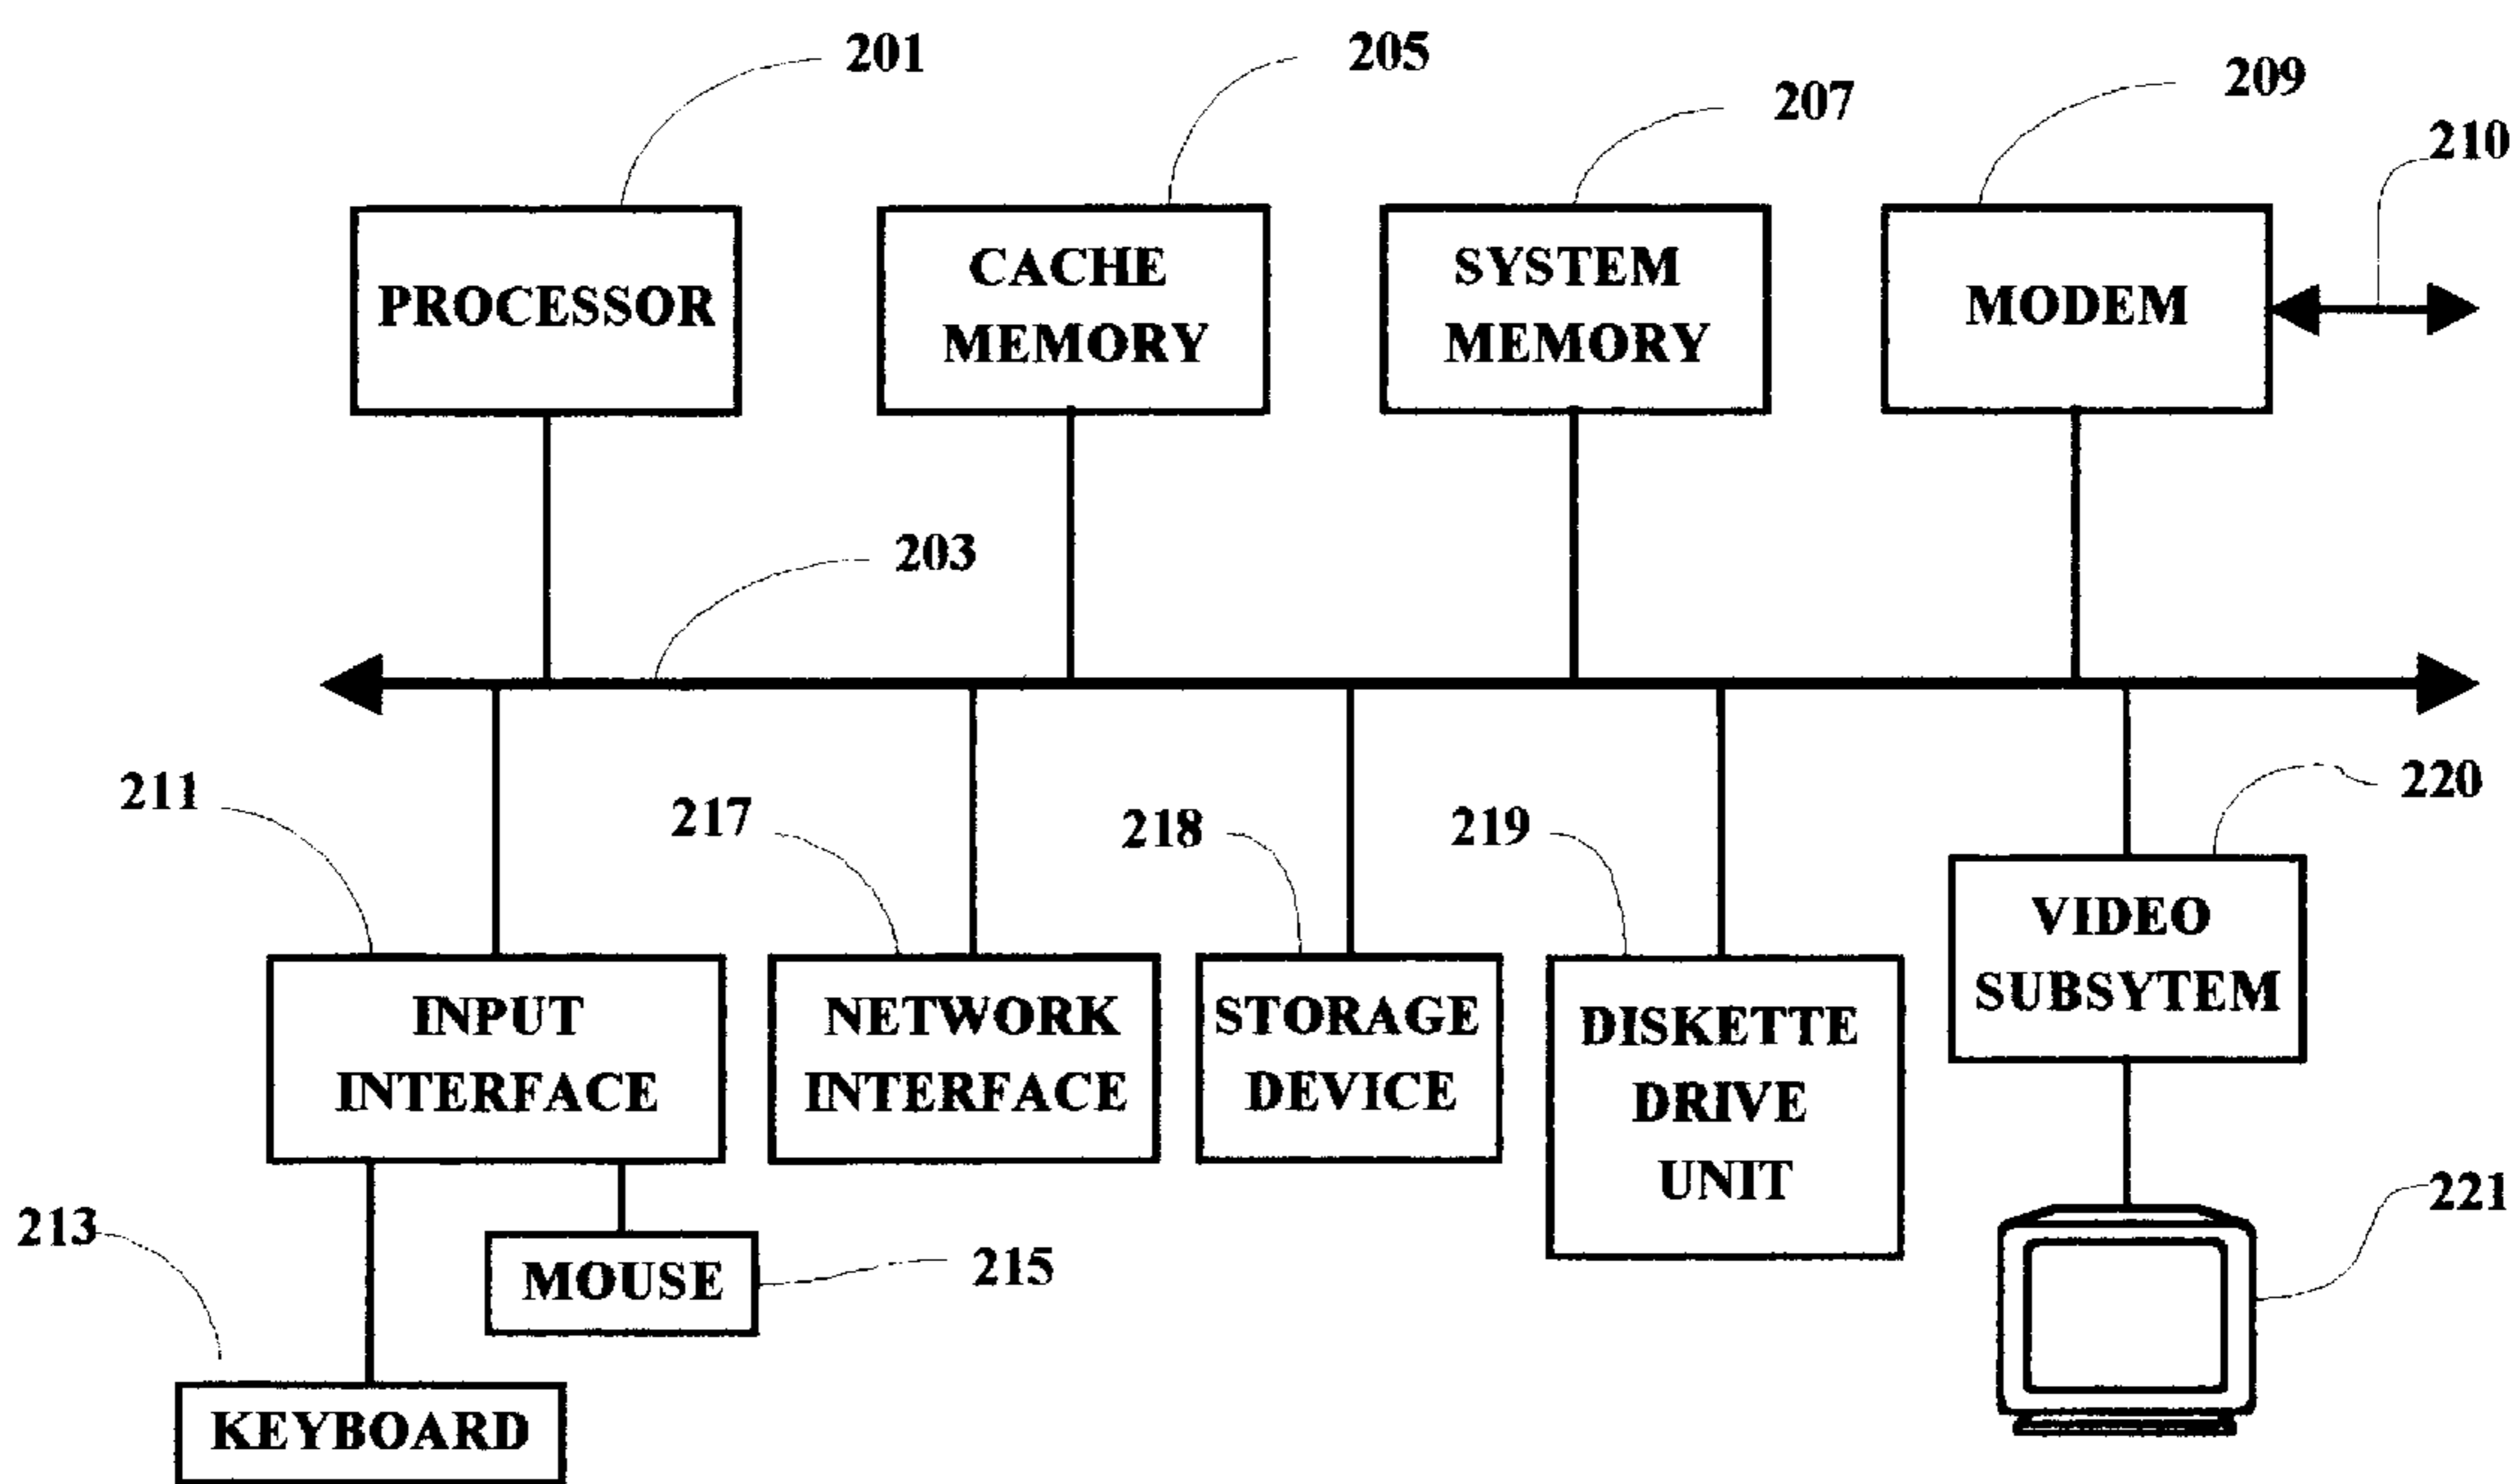 201
205
207
209
210
PROCESSOR
CACHE
MEMORY
SYSTEM
MEMORY
MODEM
203
211
217
218
219
220
INPUT
INTERFACE
NETWORK
INTERFACE
STORAGE
DEVICE
DISKETTE
DRIVE
UNIT
VIDEO
SUBSYTEM
213
MOUSE
215
221
KEYBOARD